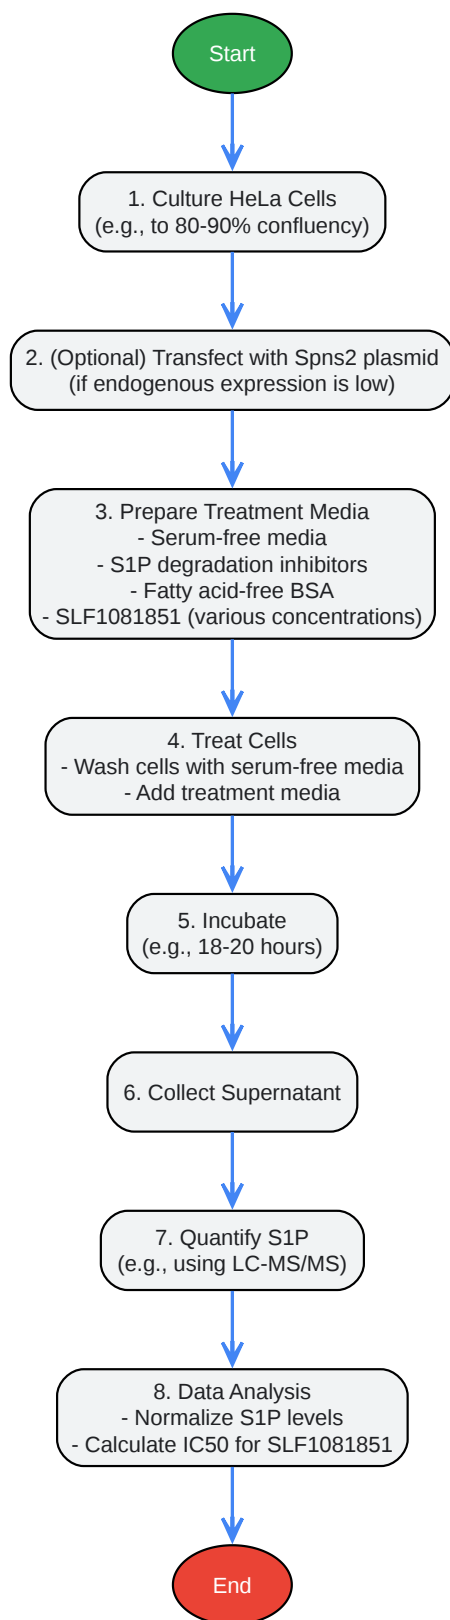 Start
1. Culture HeLa Cells
(e.g., to 80-90% confluency)
2. (Optional) Transfect with Spns2 plasmid
(if endogenous expression is low)
3. Prepare Treatment Media
- Serum-free media
- S1P degradation inhibitors
- Fatty acid-free BSA
- SLF1081851 (various concentrations)
4. Treat Cells
- Wash cells with serum-free media
- Add treatment media
5. Incubate
(e.g., 18-20 hours)
6. Collect Supernatant
7. Quantify S1P
(e.g., using LC-MS/MS)
8. Data Analysis
- Normalize S1P levels
- Calculate IC50 for SLF1081851
End